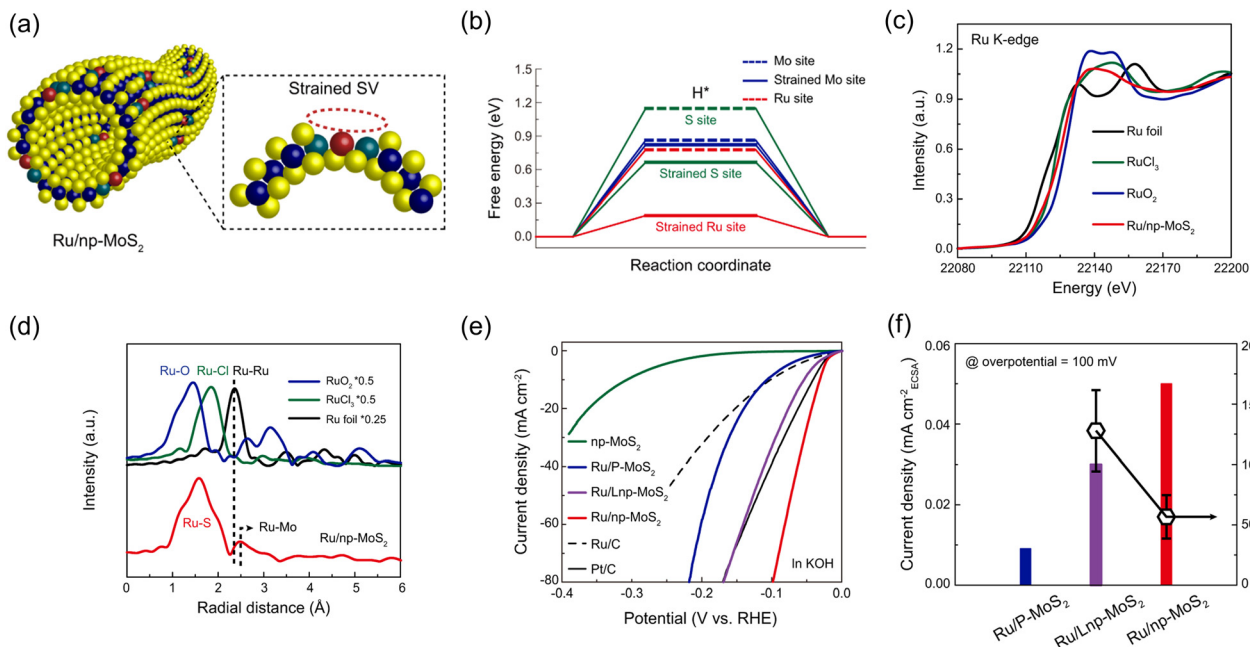 (a)
Strained SV
Ru/np-MoS2
(b)
Free energy (eV)
1.5
1.2
0.9
0.6
0.3
0.0
H*
Mo site
Strained Mo site
Ru site
S site
Strained S site
Strained Ru site
Reaction coordinate
(c)
Ru K-edge
Intensity (a.u.)
1.2
0.9
0.6
0.3
0.0
Ru foil
RuCl3
RuO2
Ru/np-MoS2
22080 22110 22140 22170 22200
Energy (eV)
(d)
Intensity (a.u.)
Ru-O Ru-Cl Ru-Ru
RuO2 *0.5
RuCl3 *0.5
Ru foil *0.25
Ru-S
Ru-Mo
Ru/np-MoS2
0 1 2 3 4 5 6
Radial distance (Å)
(e)
Current density (mA cm-2)
0
-20
-40
-60
-80
np-MoS2
Ru/P-MoS2
Ru/Lnp-MoS2
Ru/np-MoS2
Ru/C
Pt/C
In KOH
-0.4 -0.3 -0.2 -0.1 0.0
Potential (V vs. RHE)
(f)
Current density (mA cm-2ECSA)
0.06
0.04
0.02
0.00
@ overpotential = 100 mV
Ru/P-MoS2
Ru/Lnp-MoS2
Ru/np-MoS2
50
0